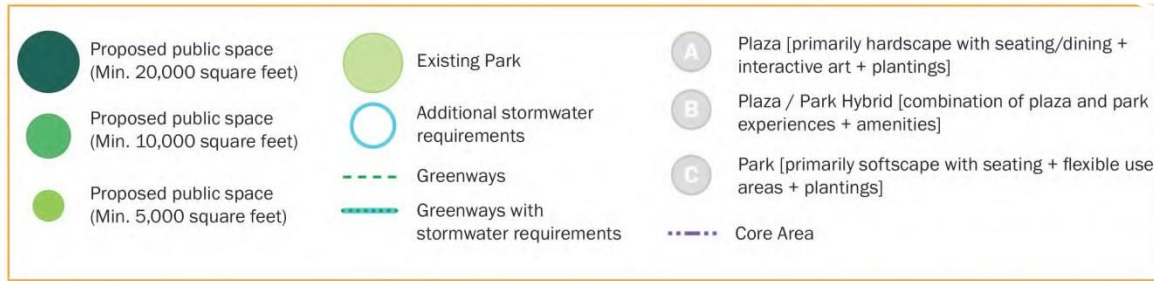 Proposed public space
(Min. 20,000 square feet)
Proposed public space
(Min. 10,000 square feet)
Proposed public space
(Min. 5,000 square feet)
Existing Park
Additional stormwater
requirements
Greenways
Greenways with
stormwater requirements
A
Plaza [primarily hardscape with seating/dining +
interactive art + plantings]
B
Plaza / Park Hybrid [combination of plaza and park
experiences + amenities]
C
Park [primarily softscape with seating + flexible use
areas + plantings]
Core Area